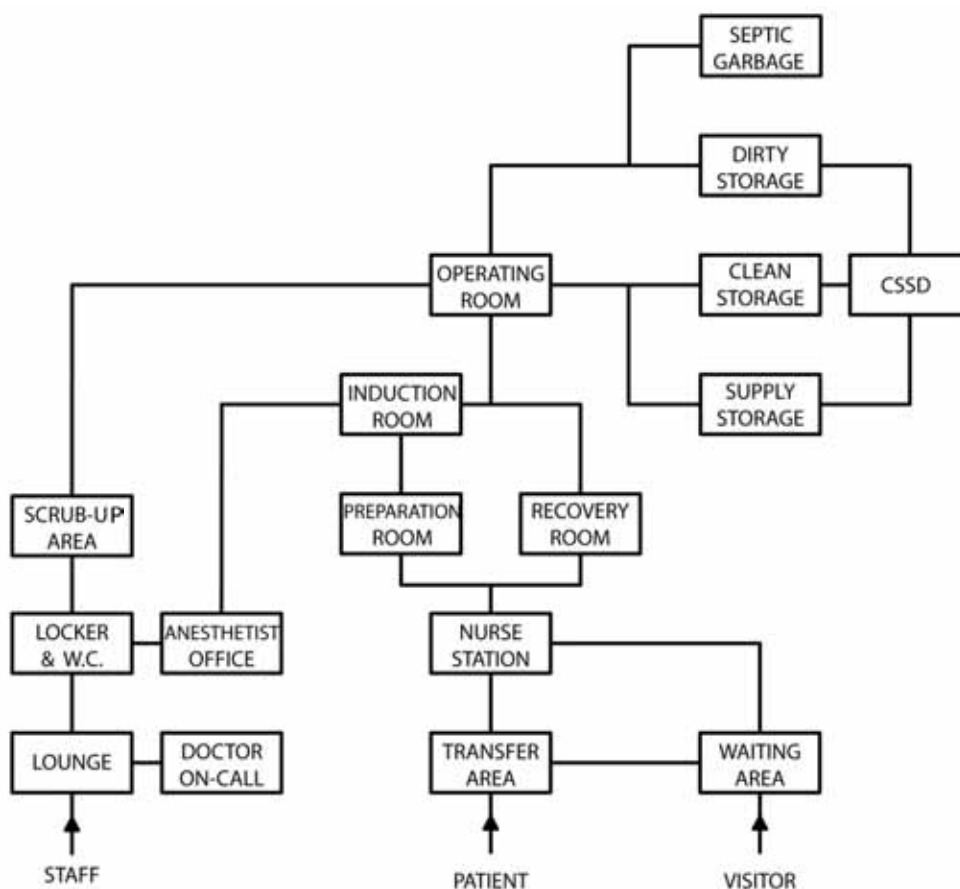 SEPTIC
GARBAGE
DIRTY
STORAGE
OPERATING
ROOM
CLEAN
STORAGE
CSSD
INDUCTION
ROOM
SUPPLY
STORAGE
SCRUB-UP
AREA
PREPARATION
ROOM
RECOVERY
ROOM
LOCKER
& W.C.
ANESTHETIST
OFFICE
NURSE
STATION
LOUNGE
DOCTOR
ON-CALL
TRANSFER
AREA
WAITING
AREA
STAFF
PATIENT
VISITOR